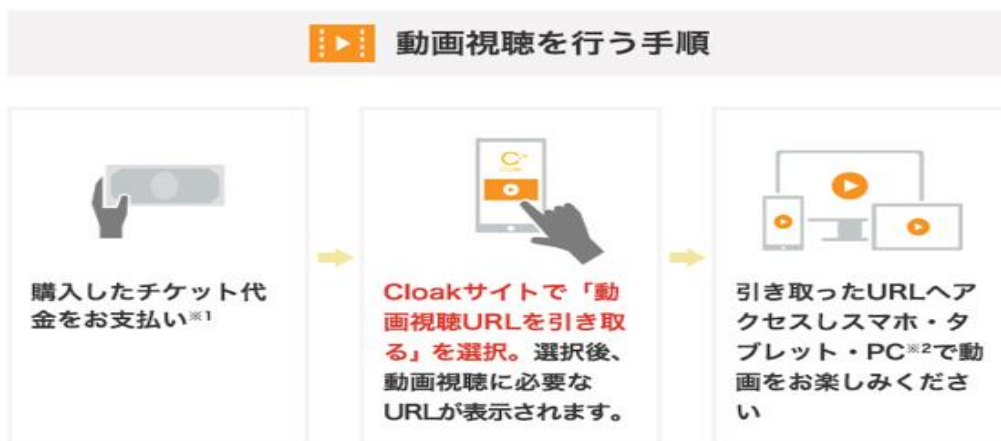 動画視聴を行う手順
購入したチケット代
金をお支払い※1
Cloakサイトで「動
画視聴URLを引き取
る」を選択。選択後、
動画視聴に必要な
URLが表示されます。
引き取ったURLへア
クセスしスマホ・タ
ブレット・PC※2で動
画をお楽しみくださ
い